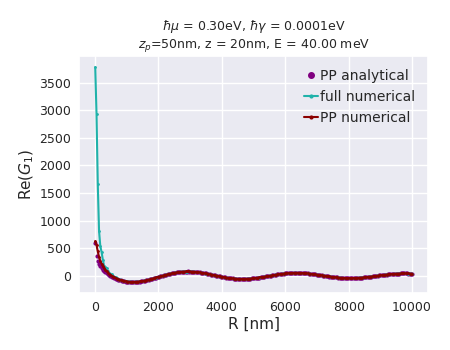 ℏμ = 0.30eV, ℏγ = 0.0001eV
z_p=50nm, z = 20nm, E = 40.00 meV
PP analytical
full numerical
PP numerical
Re(G₁)
3500
3000
2500
2000
1500
1000
500
0
0 2000 4000 6000 8000 10000
R [nm]